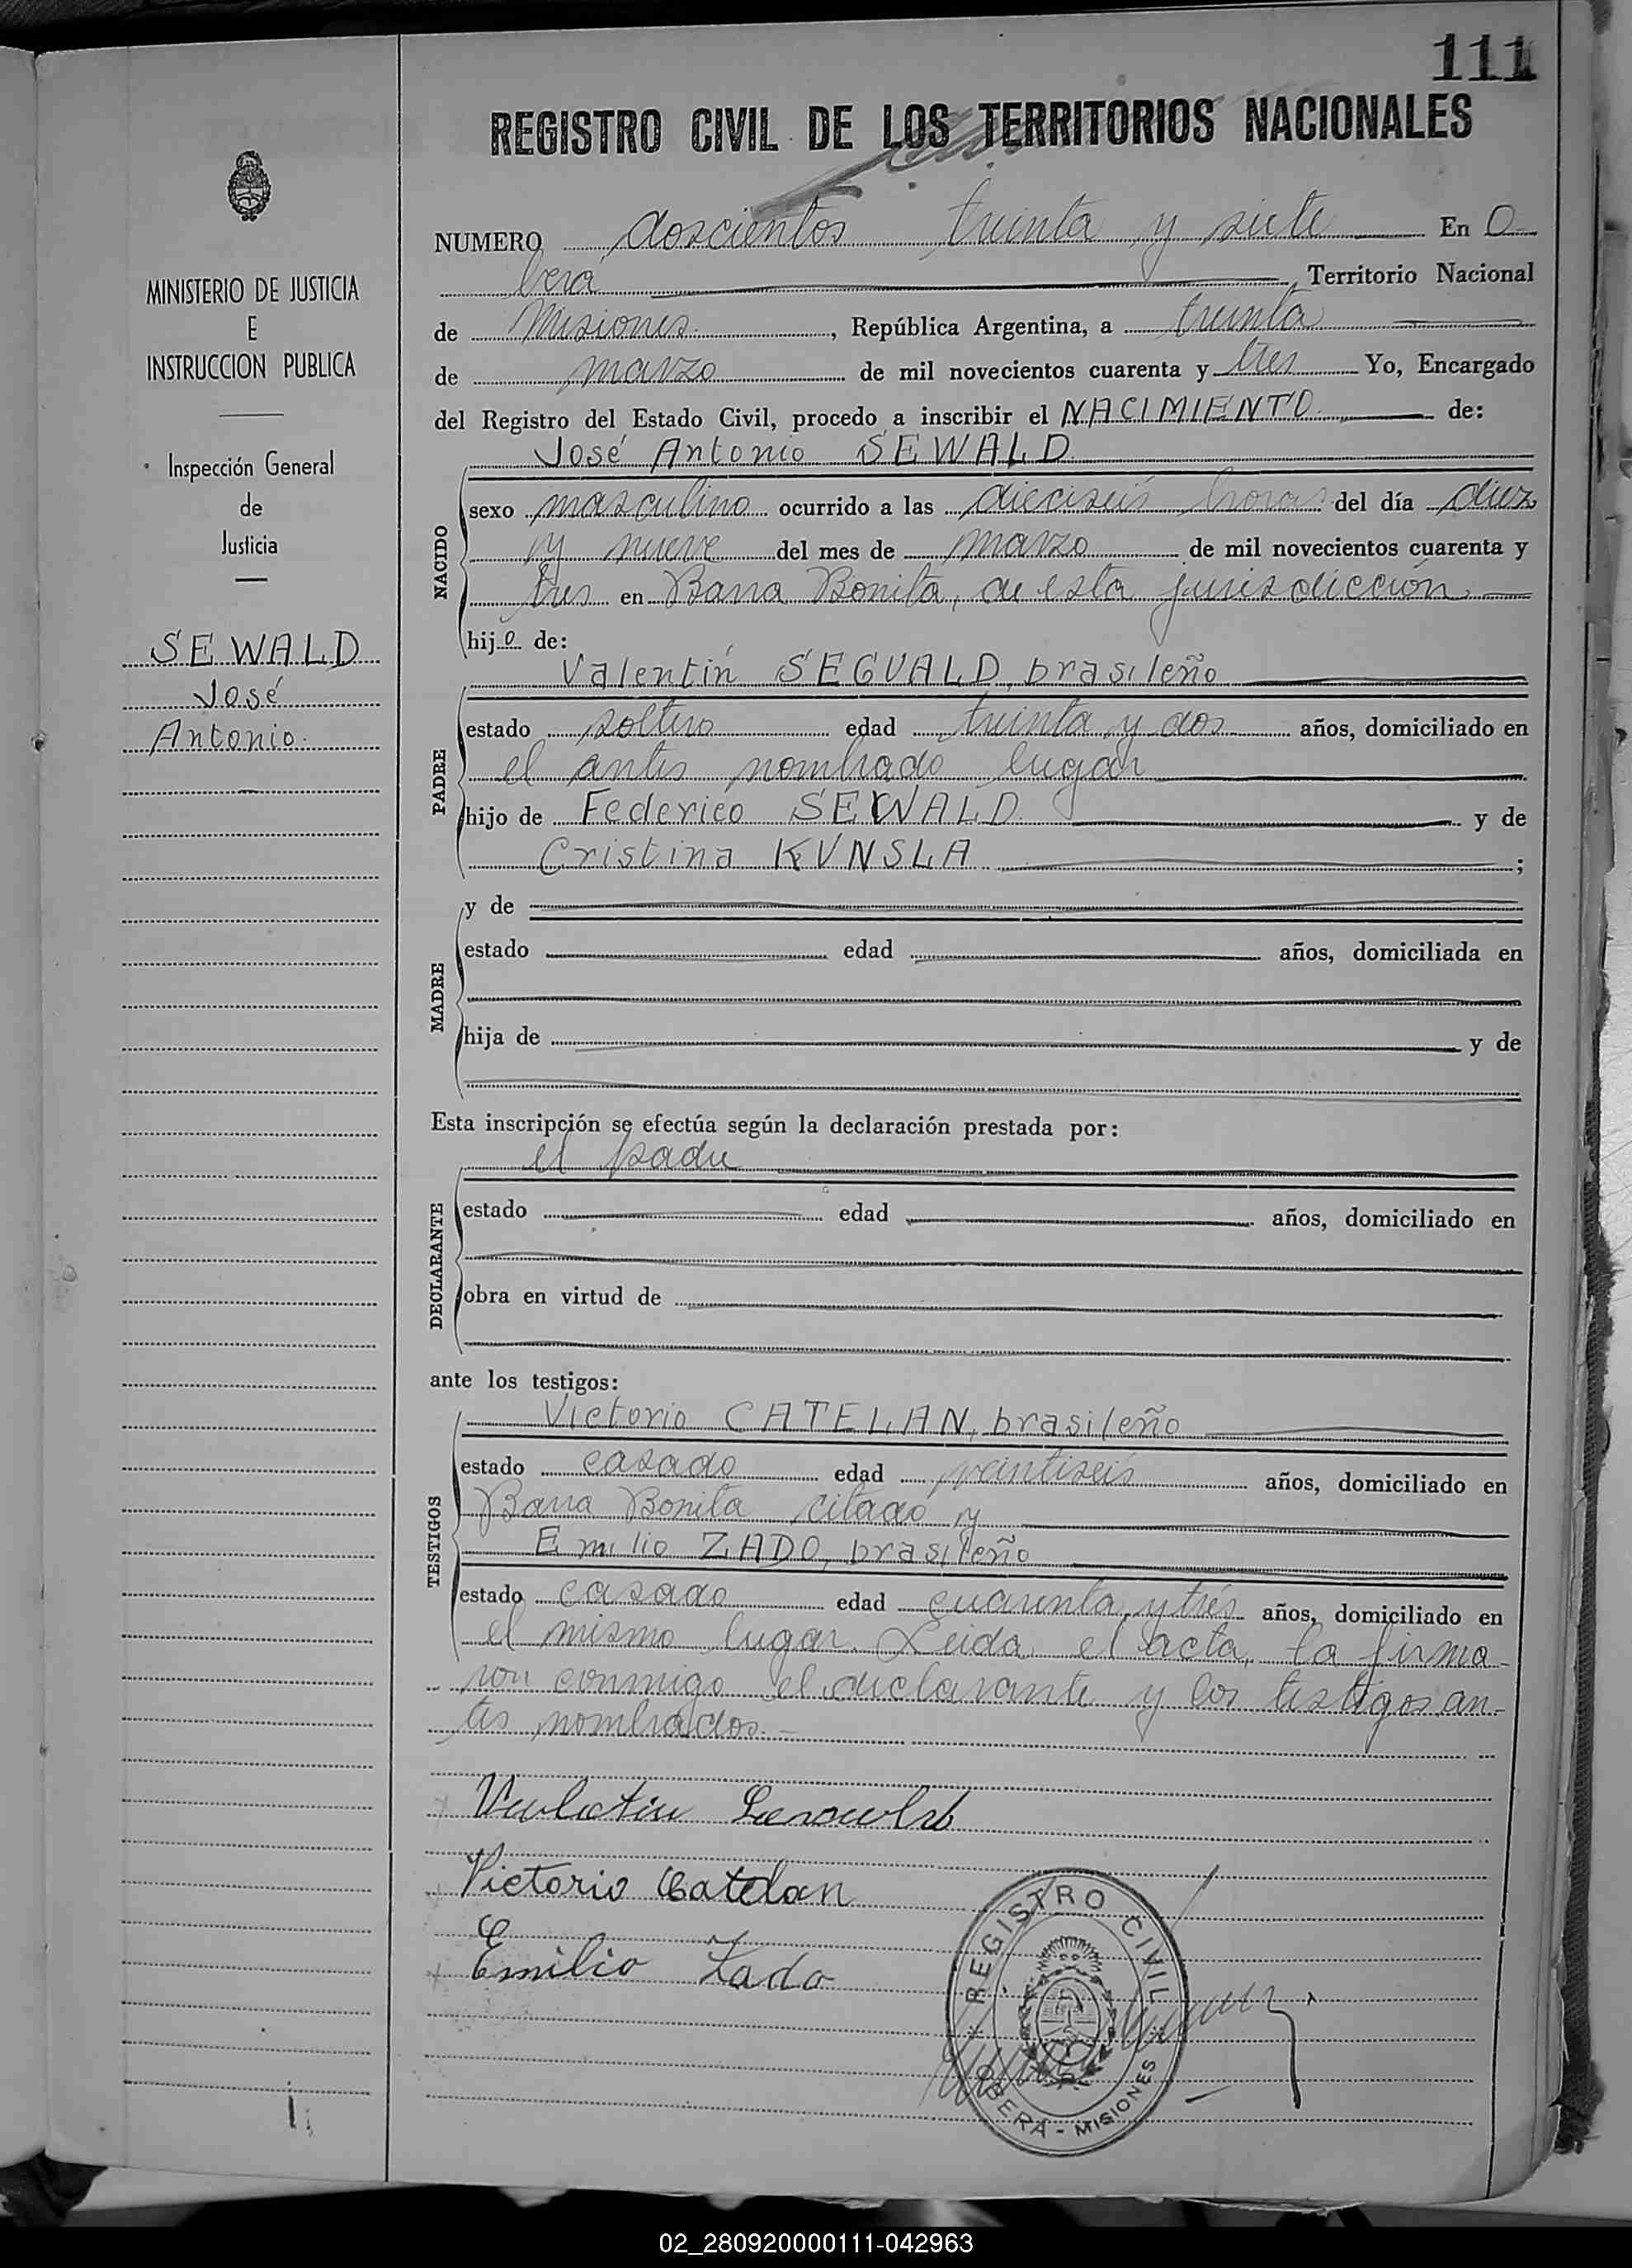 111
REGISTRO CIVIL DE LOS TERRITORIOS NACIONALES
MINISTERIO DE JUSTICIA
E
INSTRUCCION PUBLICA
Inspección General
de
Justicia
SEWALD
José
Antonio.
NUMERO doscientos treinta y siete En O-
berá Territorio Nacional
de Misiones, República Argentina, a treinta
de marzo de mil novecientos cuarenta y tres Yo, Encargado
del Registro del Estado Civil, procedo a inscribir el NACIMIENTO de:
José Antonio SEWALD
NACIDO
sexo masculino ocurrido a las dieciseis horas del día diez
y nueve del mes de marzo de mil novecientos cuarenta y
tres en Barra Bonita, de esta jurisdicción
hijo de:
Valentín SEGUALD, brasileño
PADRE
estado soltero edad treinta y dos años, domiciliado en
el antes nombrado lugar
hijo de Federico SEWALD y de
Cristina KVNSLA ;
MADRE
y de
estado edad años, domiciliada en
hija de y de
Esta inscripción se efectúa según la declaración prestada por:
el padre
DECLARANTE
estado edad años, domiciliado en
obra en virtud de
ante los testigos:
TESTIGOS
Victorio CATELAN, brasileño
estado casado edad veintiseis años, domiciliado en
Barra Bonita citado y
Emilio ZADO, brasileño
estado casado edad cuarenta y tres años, domiciliado en
el mismo lugar. Leida el acta, la firma-
ron conmigo el declarante y los testigos an-
tes nombrados.-
Victorio Catelan
Emilio Zado
REGISTRO CIVIL
OBERÁ - MISIONES
02_280920000111-042963